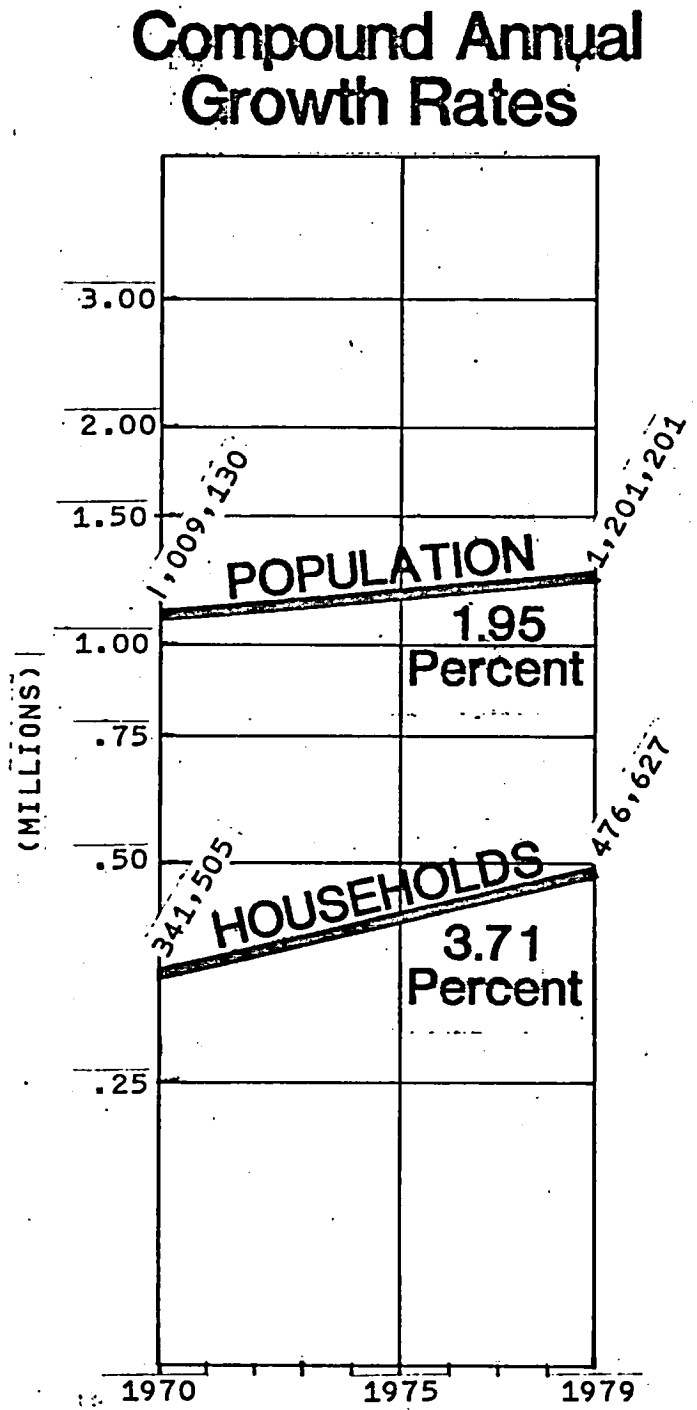 Compound Annual
Growth Rates
3.00
2.00
1.50
1.00
.75
.50
.25
(MILLIONS)
1,009,130
POPULATION
1,201,201
1.95
Percent
341,505
HOUSEHOLDS
476,627
3.71
Percent
1970
1975
1979